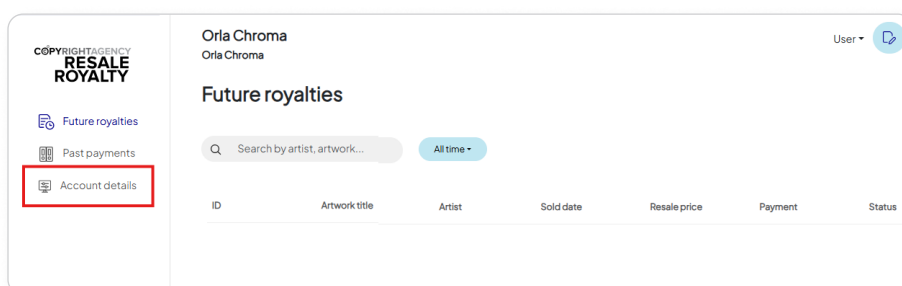 COPYRIGHTAGENCY
RESALE
ROYALTY
Future royalties
Past payments
Account details
Orla Chroma
Orla Chroma
User
Future royalties
Search by artist, artwork...
All time
ID Artwork title Artist Sold date Resale price Payment Status